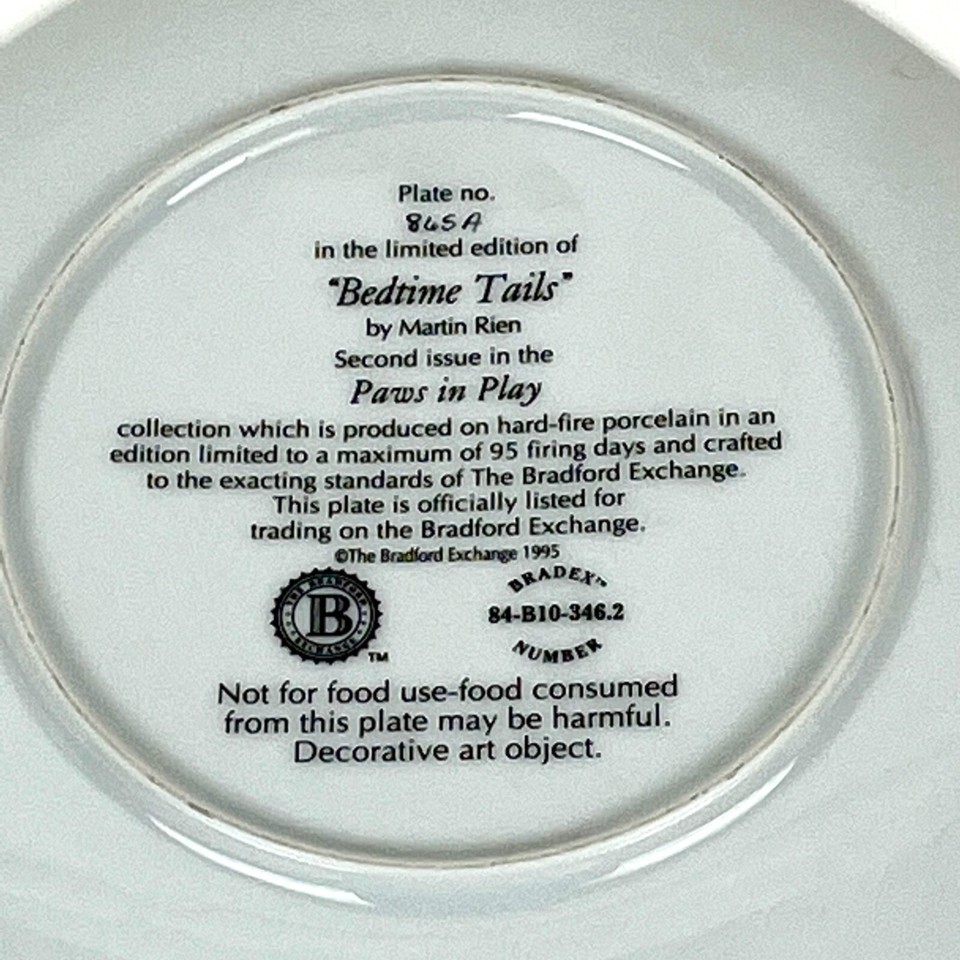 Plate no.
865A
in the limited edition of
"Bedtime Tails"
by Martin Rien
Second issue in the
Paws in Play
collection which is produced on hard-fire porcelain in an
edition limited to a maximum of 95 firing days and crafted
to the exacting standards of The Bradford Exchange.
This plate is officially listed for
trading on the Bradford Exchange.
©The Bradford Exchange 1995
THE BRADFORD
B
EXCHANGE
TM
BRADEX™
84-B10-346.2
NUMBER
Not for food use-food consumed
from this plate may be harmful.
Decorative art object.